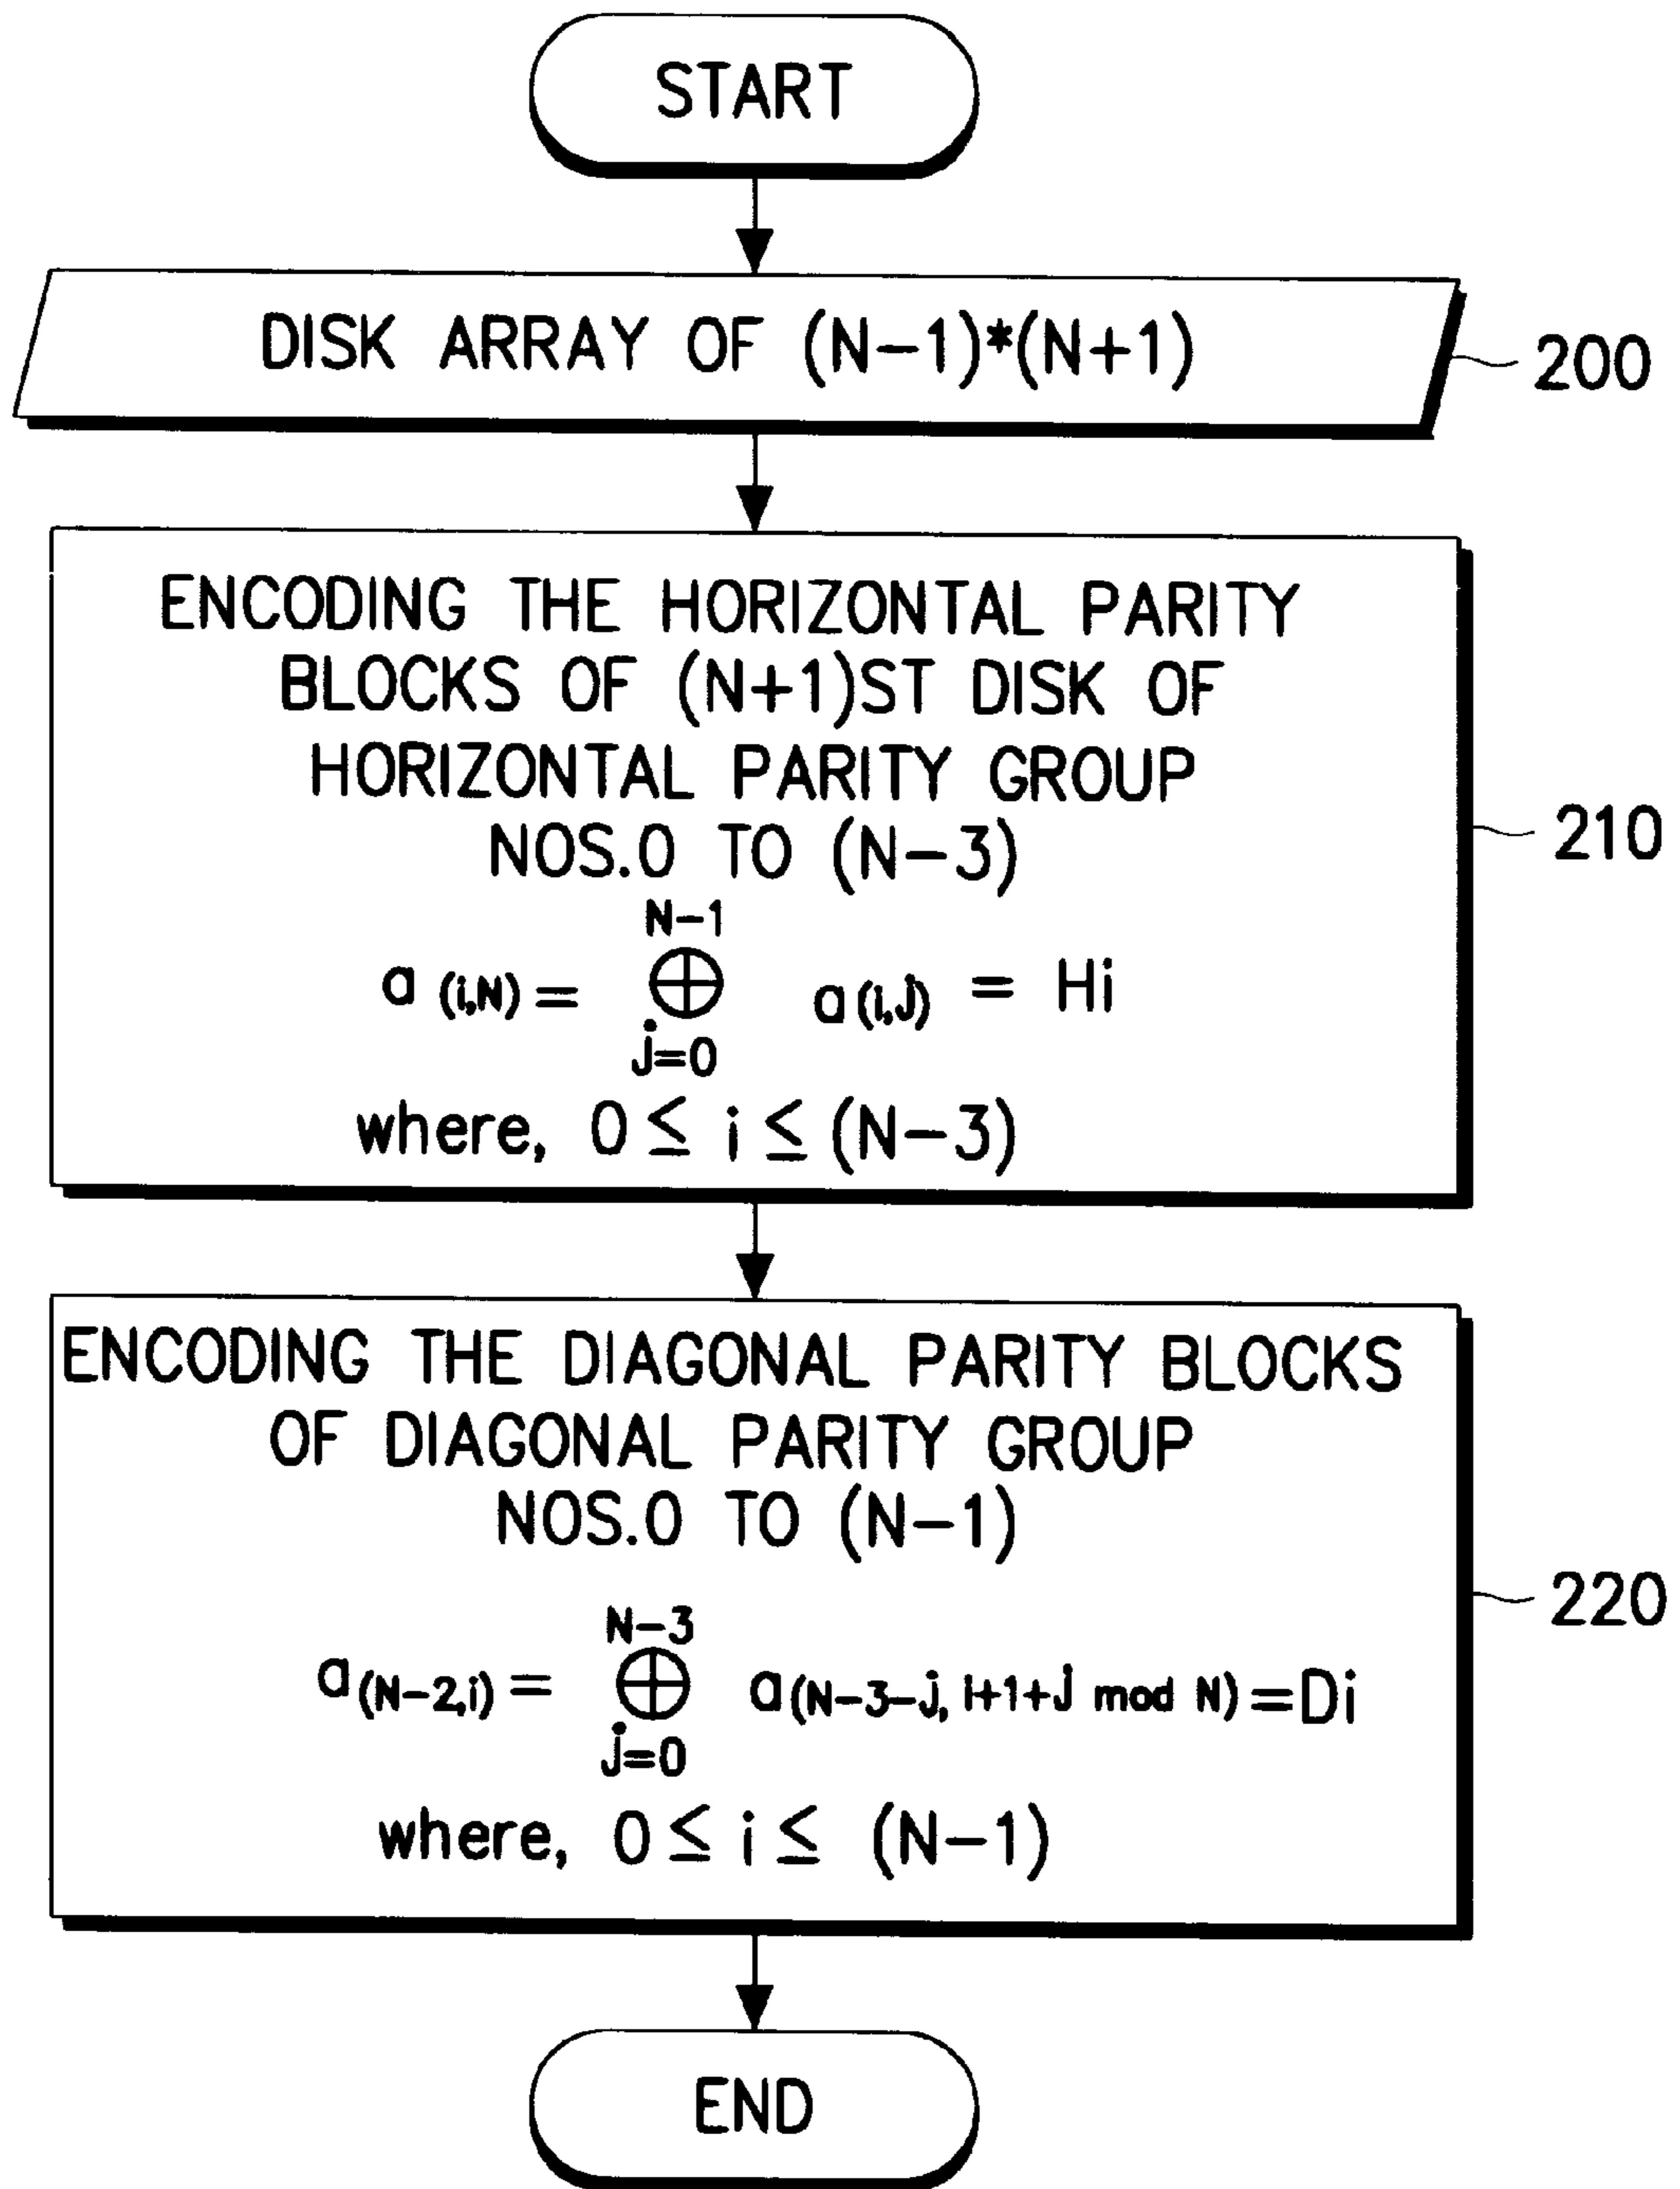 START
DISK ARRAY OF (N-1)*(N+1)
200
ENCODING THE HORIZONTAL PARITY
BLOCKS OF (N+1)ST DISK OF
HORIZONTAL PARITY GROUP
NOS.0 TO (N-3)
N-1
a (i,N) = ⊕ a(i,j) = Hi
j=0
where, 0 ≤ i ≤ (N-3)
210
ENCODING THE DIAGONAL PARITY BLOCKS
OF DIAGONAL PARITY GROUP
NOS.0 TO (N-1)
N-3
a(N-2,i) = ⊕ a(N-3-j, i+1+j mod N) = Di
j=0
where, 0 ≤ i ≤ (N-1)
220
END